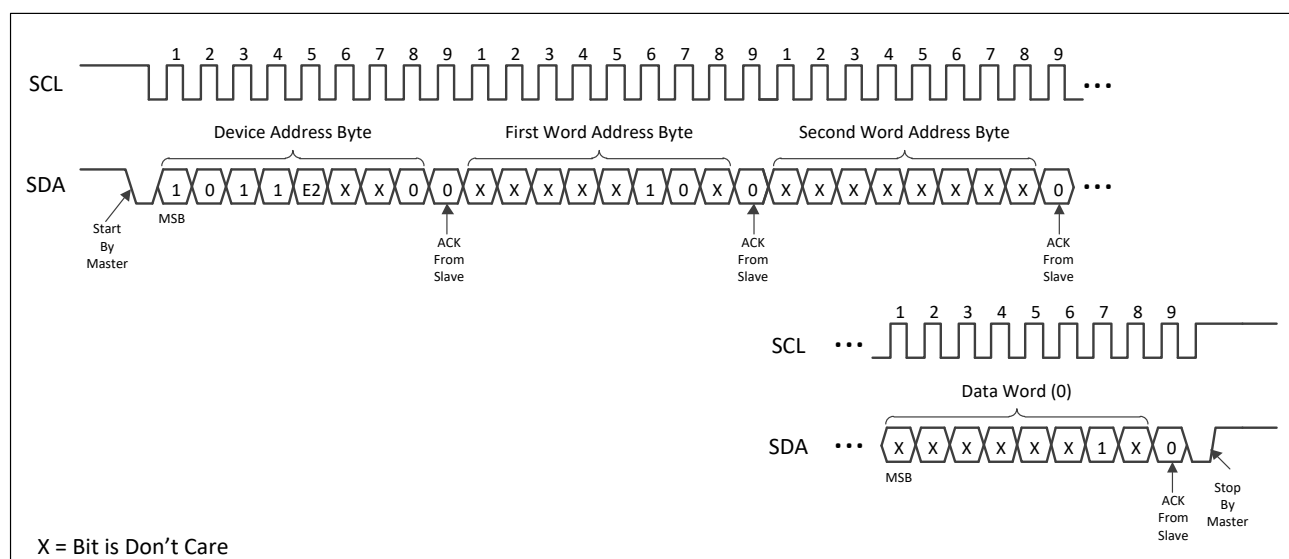 1 2 3 4 5 6 7 8 9 1 2 3 4 5 6 7 8 9 1 2 3 4 5 6 7 8 9
SCL •••
Device Address Byte First Word Address Byte Second Word Address Byte
SDA 1 0 1 1 E2 X X 0 0 X X X X X 1 0 X 0 X X X X X X X X 0 •••
MSB
Start
By
Master
ACK
From
Slave
ACK
From
Slave
ACK
From
Slave
1 2 3 4 5 6 7 8 9
SCL •••
Data Word (0)
SDA ••• X X X X X X 1 X 0
MSB
ACK
From
Slave
Stop
By
Master
X = Bit is Don’t Care